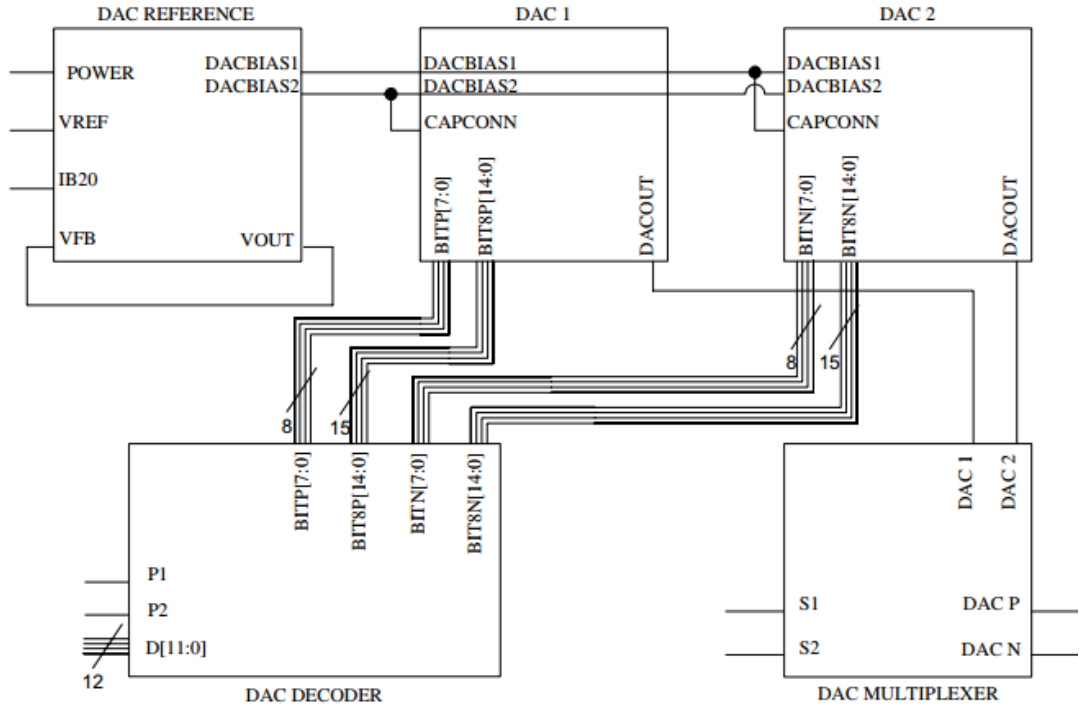 DAC REFERENCE
DAC 1
DAC 2
POWER
DACBIAS1
DACBIAS2
VREF
IB20
VFB
VOUT
DACBIAS1
DACBIAS2
CAPCONN
BITP[7:0]
BIT8P[14:0]
DACOUT
DACBIAS1
DACBIAS2
CAPCONN
BITN[7:0]
BIT8N[14:0]
DACOUT
8
15
8
15
BITP[7:0]
BIT8P[14:0]
BITN[7:0]
BIT8N[14:0]
P1
P2
D[11:0]
12
DAC DECODER
DAC 1
DAC 2
S1
DAC P
S2
DAC N
DAC MULTIPLEXER